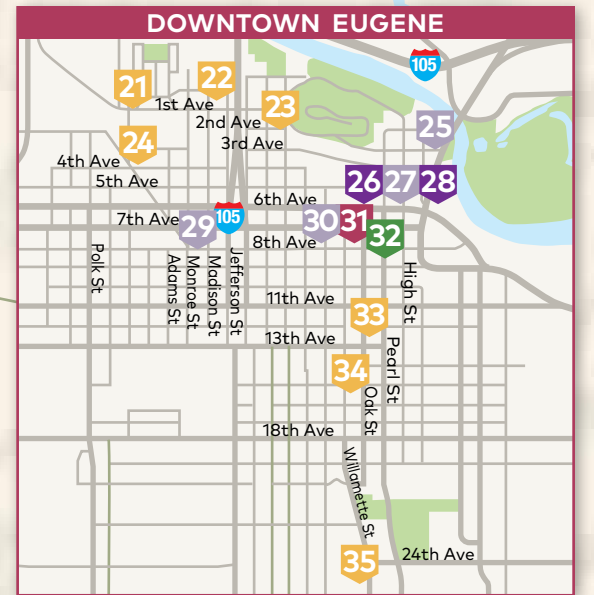 DOWNTOWN EUGENE
105
21
22
1st Ave
23
2nd Ave
25
24
3rd Ave
4th Ave
5th Ave
26
27
28
6th Ave
7th Ave
29
105
30
31
32
8th Ave
Polk St
Adams St
Monroe St
Madison St
Jefferson St
High St
11th Ave
33
13th Ave
Pearl St
34
Oak St
18th Ave
Willamette St
24th Ave
35